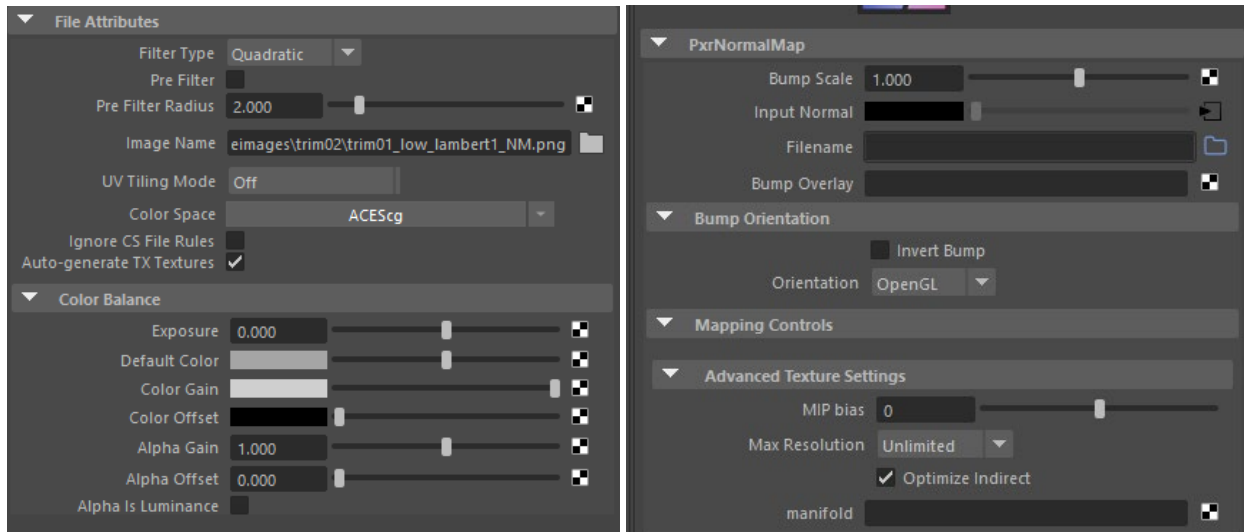 File Attributes
Filter Type Quadratic
Pre Filter
Pre Filter Radius 2.000
Image Name eimages\trim02\trim01_low_lambert1_NM.png
UV Tiling Mode Off
Color Space ACEScg
Ignore CS File Rules
Auto-generate TX Textures
Color Balance
Exposure 0.000
Default Color
Color Gain
Color Offset
Alpha Gain 1.000
Alpha Offset 0.000
Alpha Is Luminance
PxrNormalMap
Bump Scale 1.000
Input Normal
Filename
Bump Overlay
Bump Orientation
Invert Bump
Orientation OpenGL
Mapping Controls
Advanced Texture Settings
MIP bias 0
Max Resolution Unlimited
Optimize Indirect
manifold